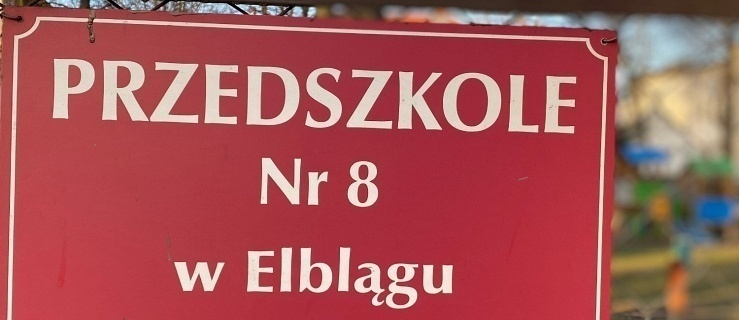 PRZEDSZKOLE
Nr 8
w Elblągu